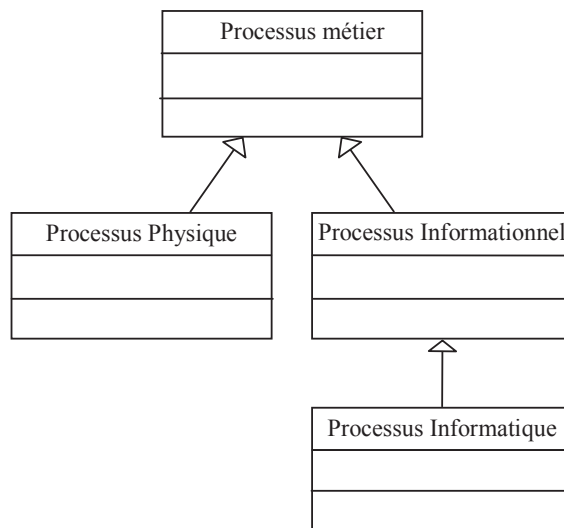 Processus métier
Processus Physique
Processus Informationnel
Processus Informatique